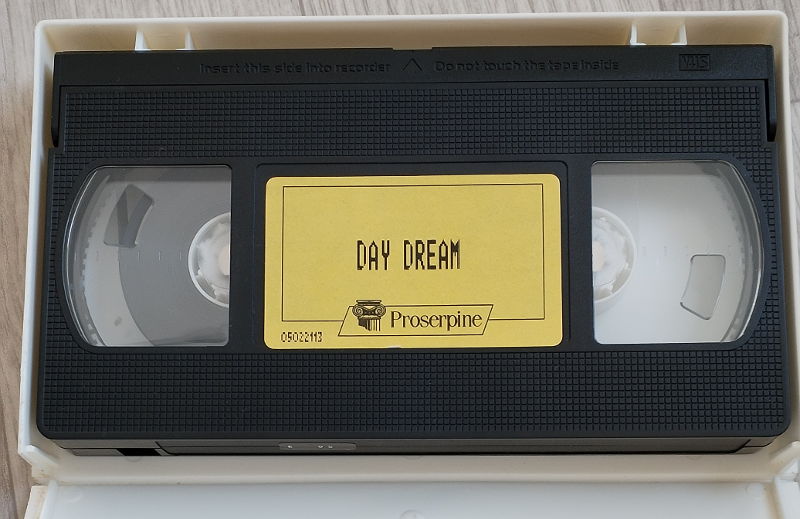 Insert this side into recorder
Do not touch the tape inside
VHS
DAY DREAM
Proserpine
05022113